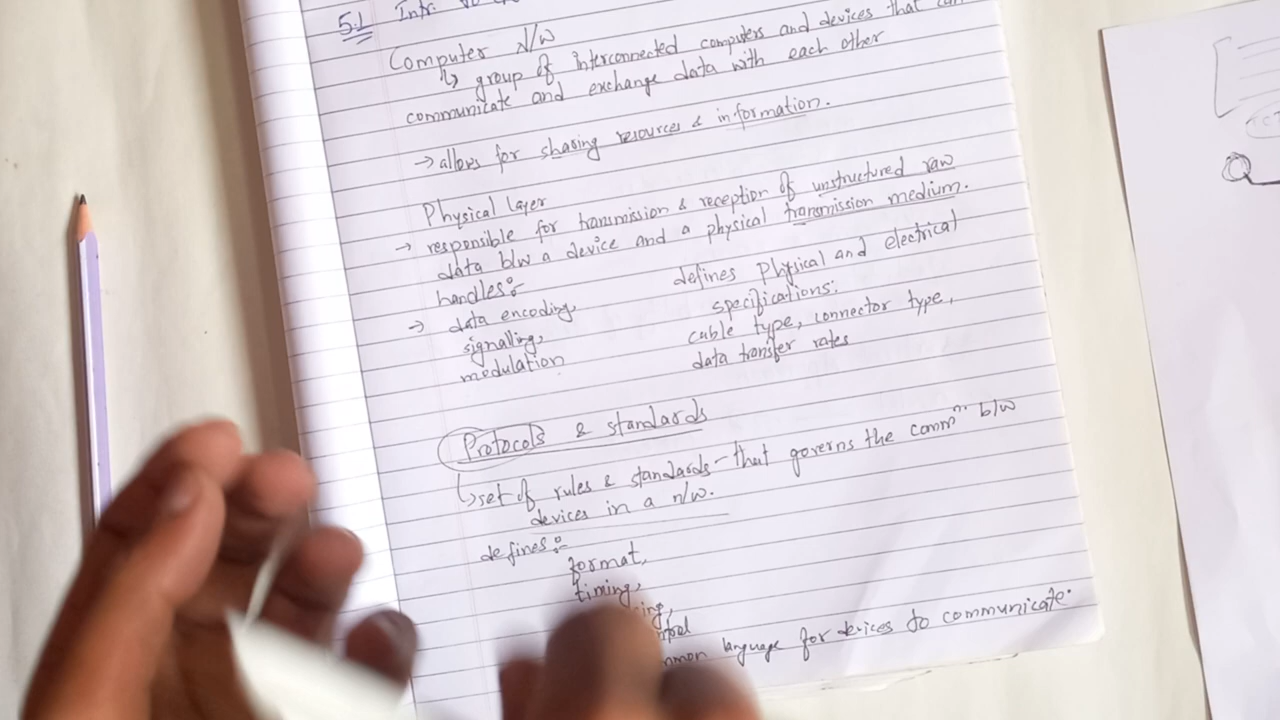 5.1 Intr. to
Computer N/W
↳ group of interconnected computers and devices that can
communicate and exchange data with each other
→ allows for sharing resources & information.
Physical layer
→ responsible for transmission & reception of unstructured raw
data b/w a device and a physical transmission medium.
handles:
→ data encoding,
signalling,
modulation
defines physical and electrical
specifications:
cable type, connector type,
data transfer rates
Protocols & standards
↳ set of rules & standards - that governs the commⁿ b/w
devices in a n/w.
defines:
format,
timing,
language for devices to communicate.